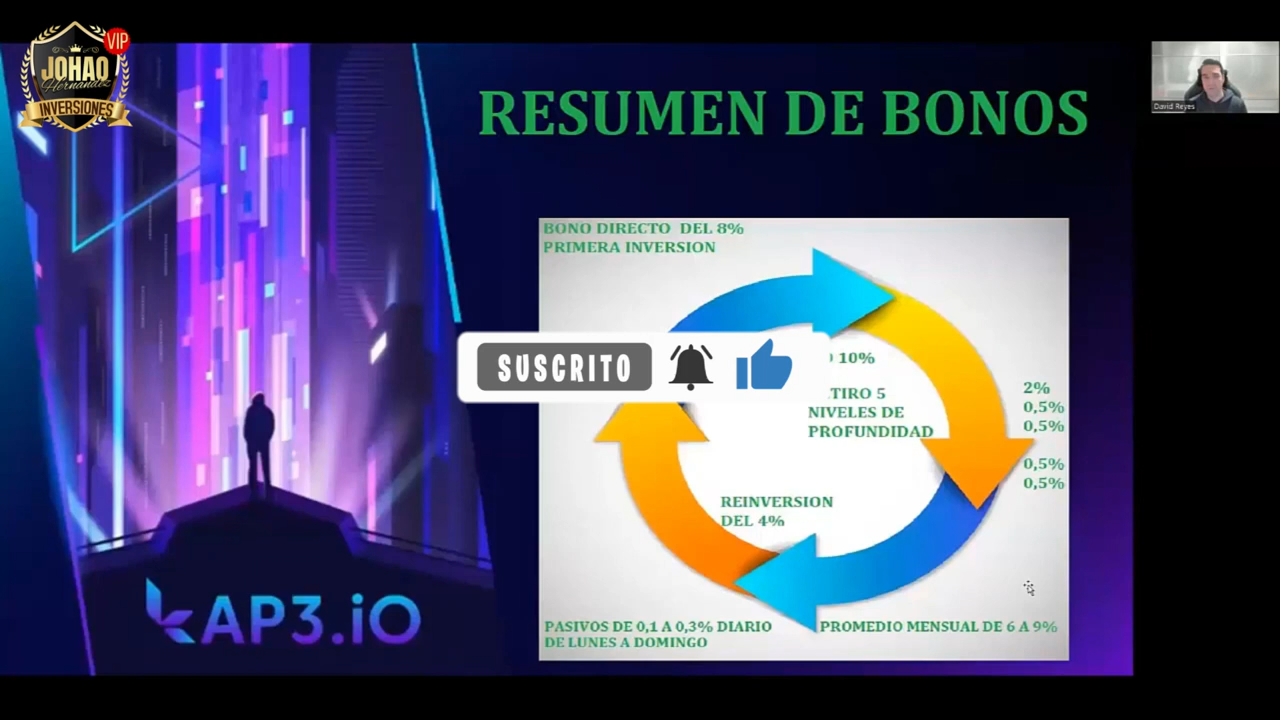 VIP
JOHAO
Hernandez
INVERSIONES
David Reyes
RESUMEN DE BONOS
BONO DIRECTO DEL 8%
PRIMERA INVERSION
SUSCRITO
10%
TIRO 5
NIVELES DE
PROFUNDIDAD
2%
0,5%
0,5%
0,5%
0,5%
REINVERSION
DEL 4%
PASIVOS DE 0,1 A 0,3% DIARIO
DE LUNES A DOMINGO
PROMEDIO MENSUAL DE 6 A 9%
kAP3.iO